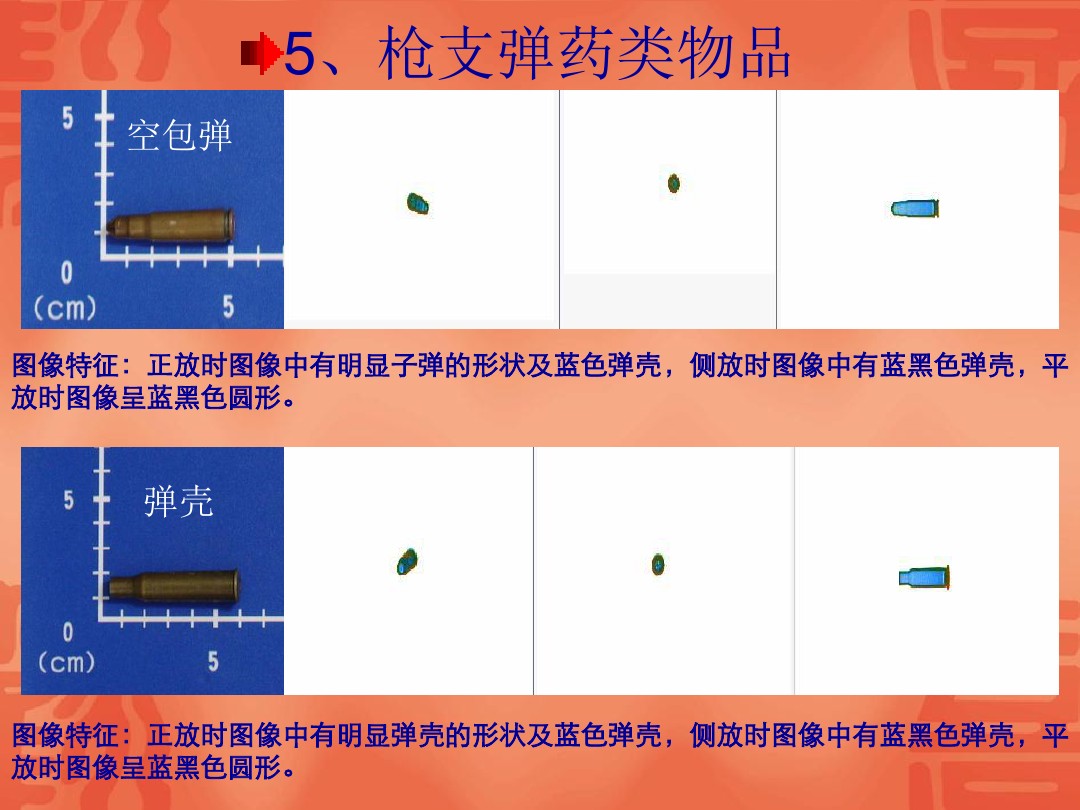 5、枪支弹药类物品
5
空包弹
0
(cm)
5
图像特征：正放时图像中有明显子弹的形状及蓝色弹壳，侧放时图像中有蓝黑色弹壳，平
放时图像呈蓝黑色圆形。
5
弹壳
0
(cm)
5
图像特征：正放时图像中有明显弹壳的形状及蓝色弹壳，侧放时图像中有蓝黑色弹壳，平
放时图像呈蓝黑色圆形。